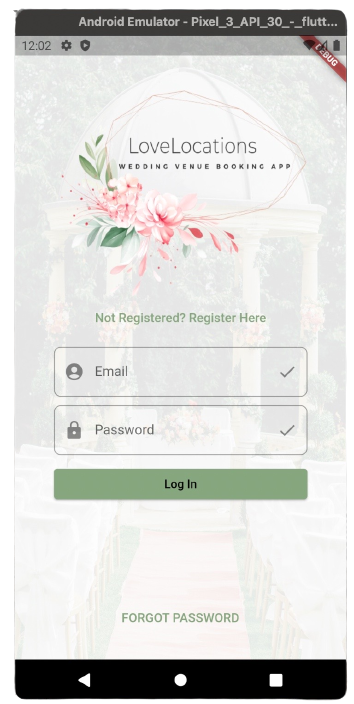 Android Emulator - Pixel_3_API_30_-_flutt...
12:02
DEBUG
LoveLocations
WEDDING VENUE BOOKING APP
Not Registered? Register Here
Email
Password
Log In
FORGOT PASSWORD